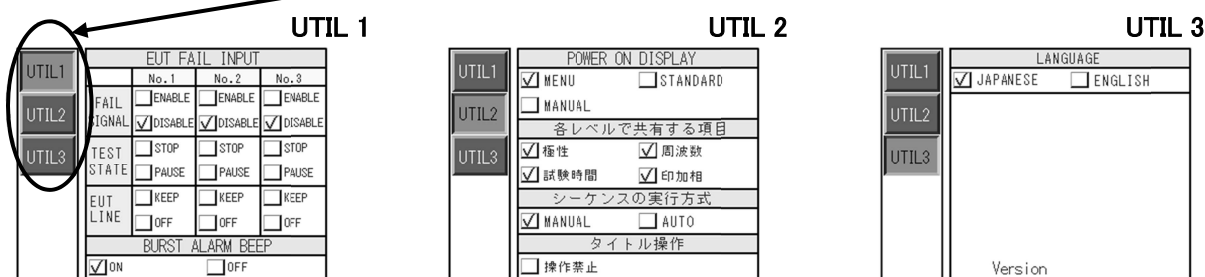 UTIL 1
UTIL1
UTIL2
UTIL3
EUT FAIL INPUT
No.1 No.2 No.3
FAIL SIGNAL
ENABLE ENABLE ENABLE
DISABLE DISABLE DISABLE
TEST STATE
STOP STOP STOP
PAUSE PAUSE PAUSE
EUT LINE
KEEP KEEP KEEP
OFF OFF OFF
BURST ALARM BEEP
ON OFF
UTIL 2
UTIL1
UTIL2
UTIL3
POWER ON DISPLAY
MENU STANDARD
MANUAL
各レベルで共有する項目
極性 周波数
試験時間 印加相
シーケンスの実行方式
MANUAL AUTO
タイトル操作
操作禁止
UTIL 3
UTIL1
UTIL2
UTIL3
LANGUAGE
JAPANESE ENGLISH
Version